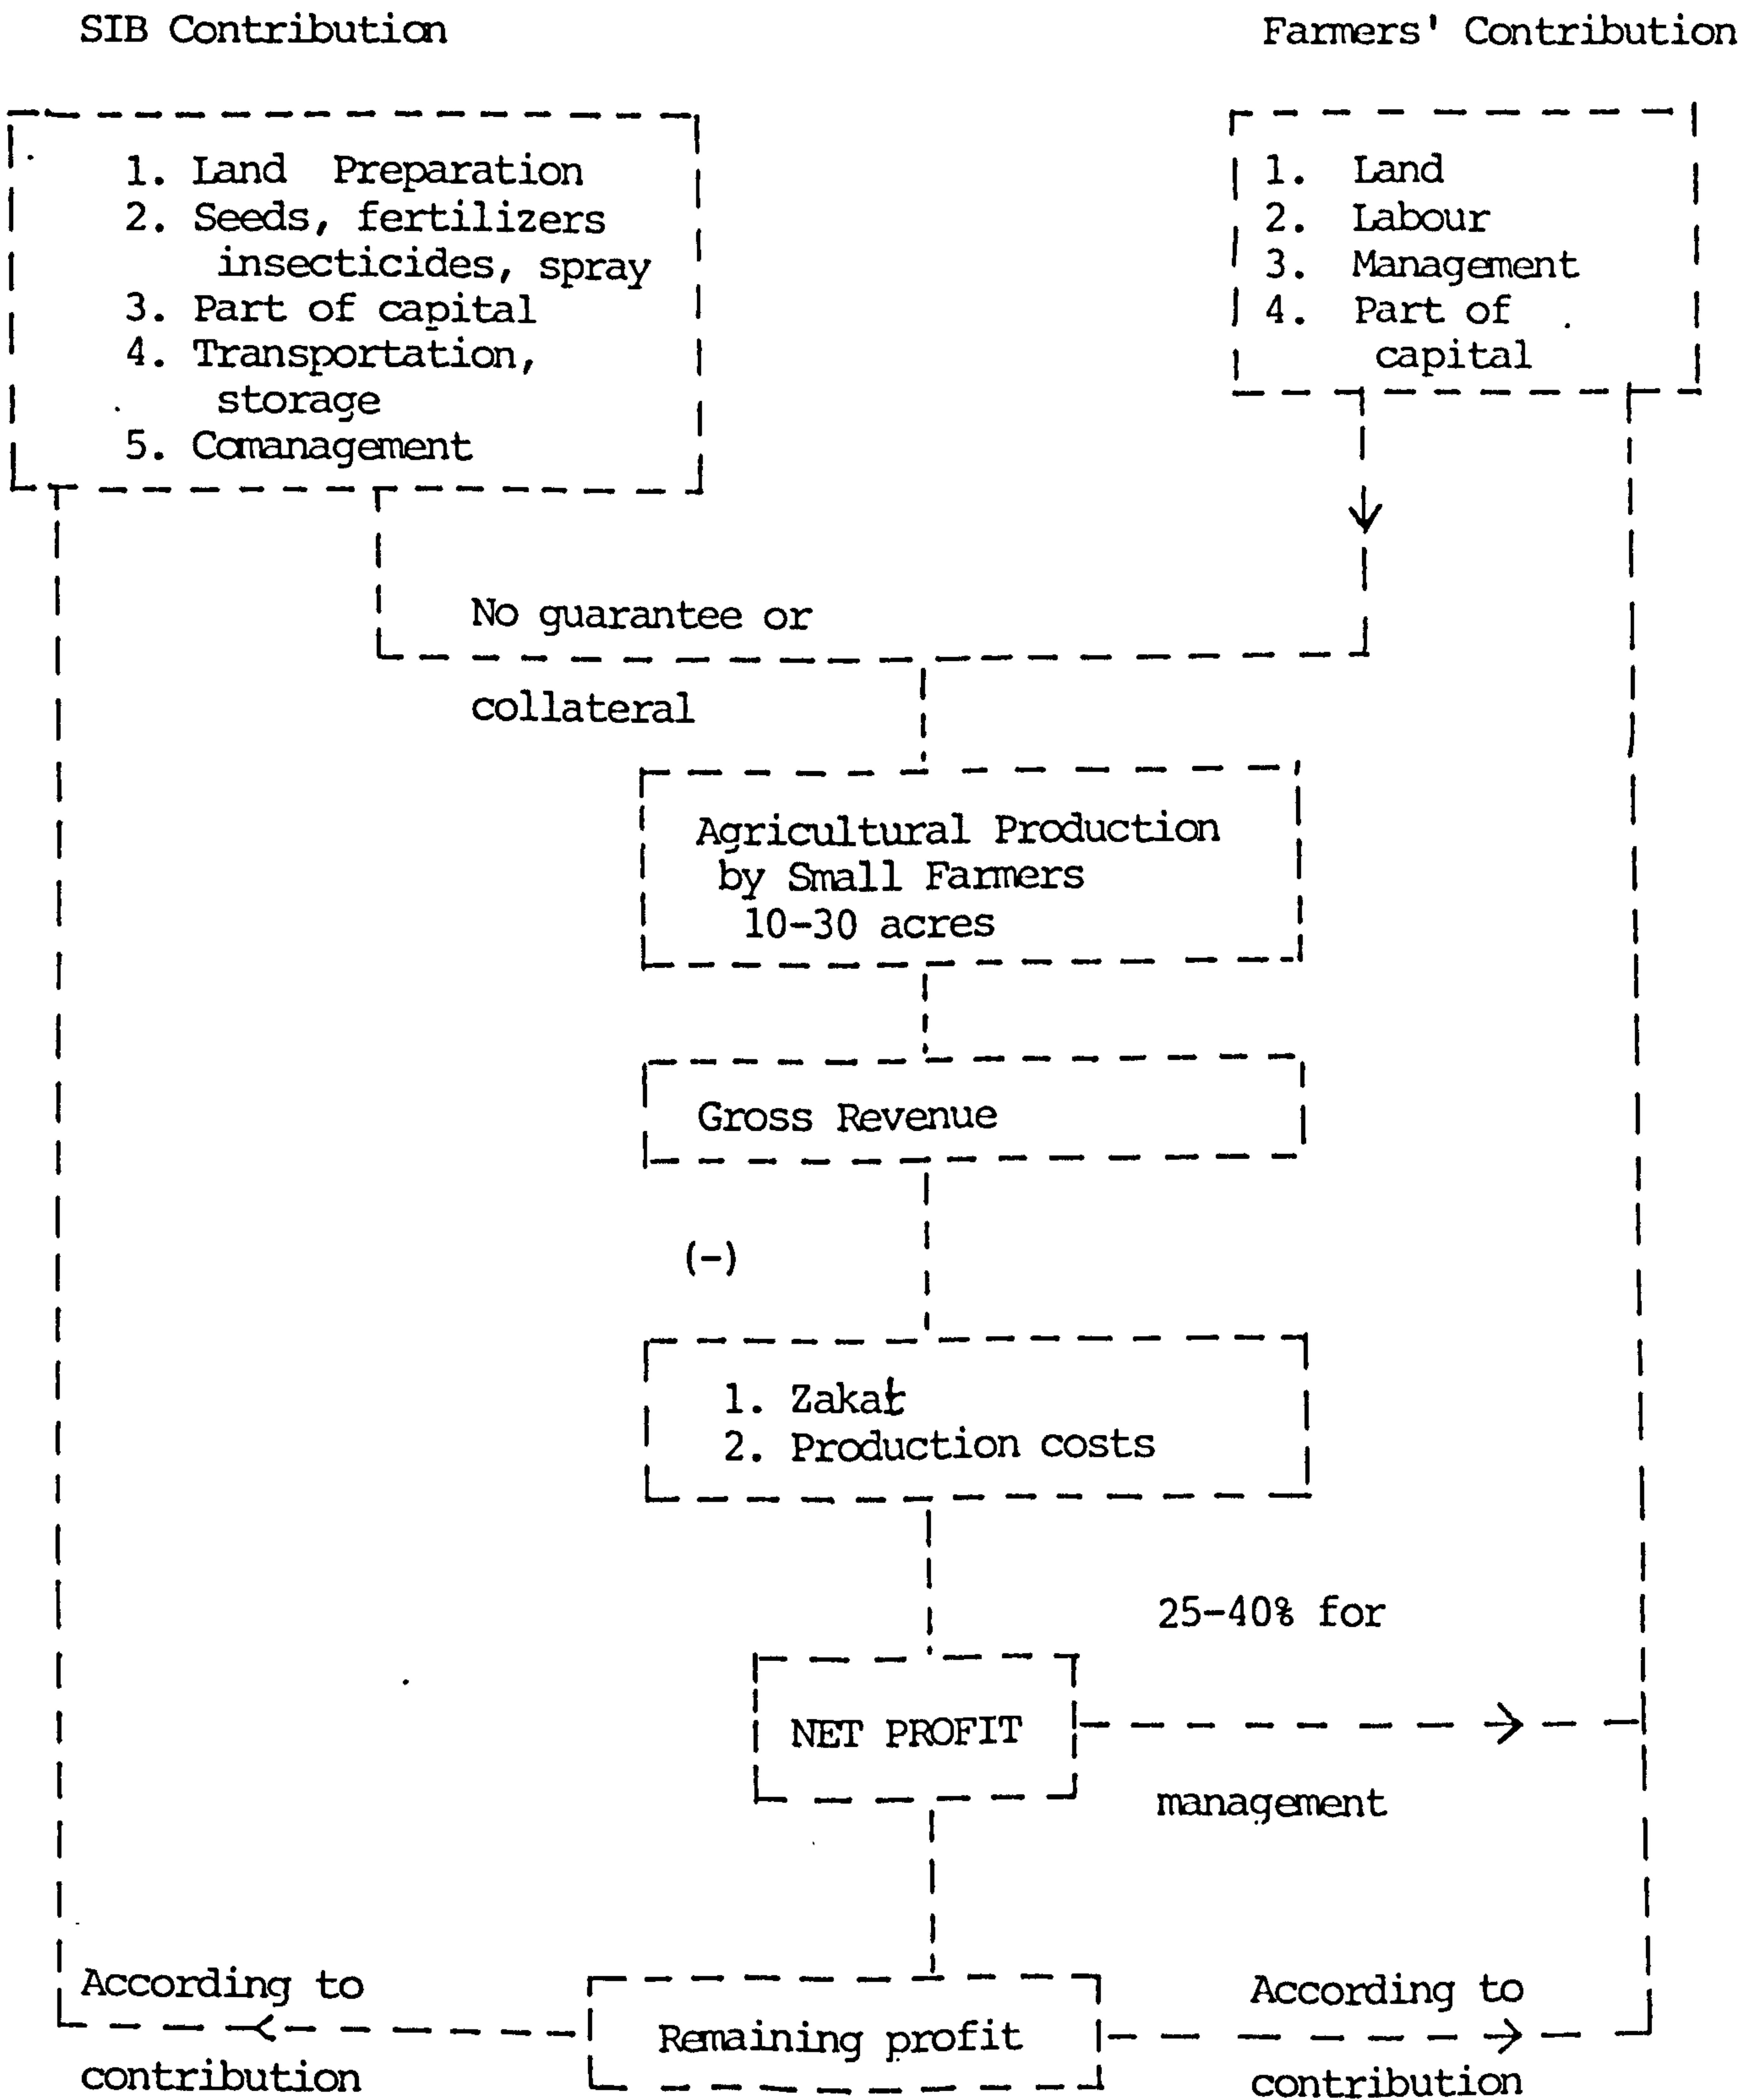 SIB Contribution
Farmers' Contribution
1. Land Preparation
2. Seeds, fertilizers
insecticides, spray
3. Part of capital
4. Transportation,
storage
5. Comanagement
1. Land
2. Labour
3. Management
4. Part of
capital
No guarantee or
collateral
Agricultural Production
by Small Farmers
10-30 acres
Gross Revenue
(-)
1. Zakat
2. Production costs
25-40% for
NET PROFIT
management
According to
contribution
Remaining profit
According to
contribution